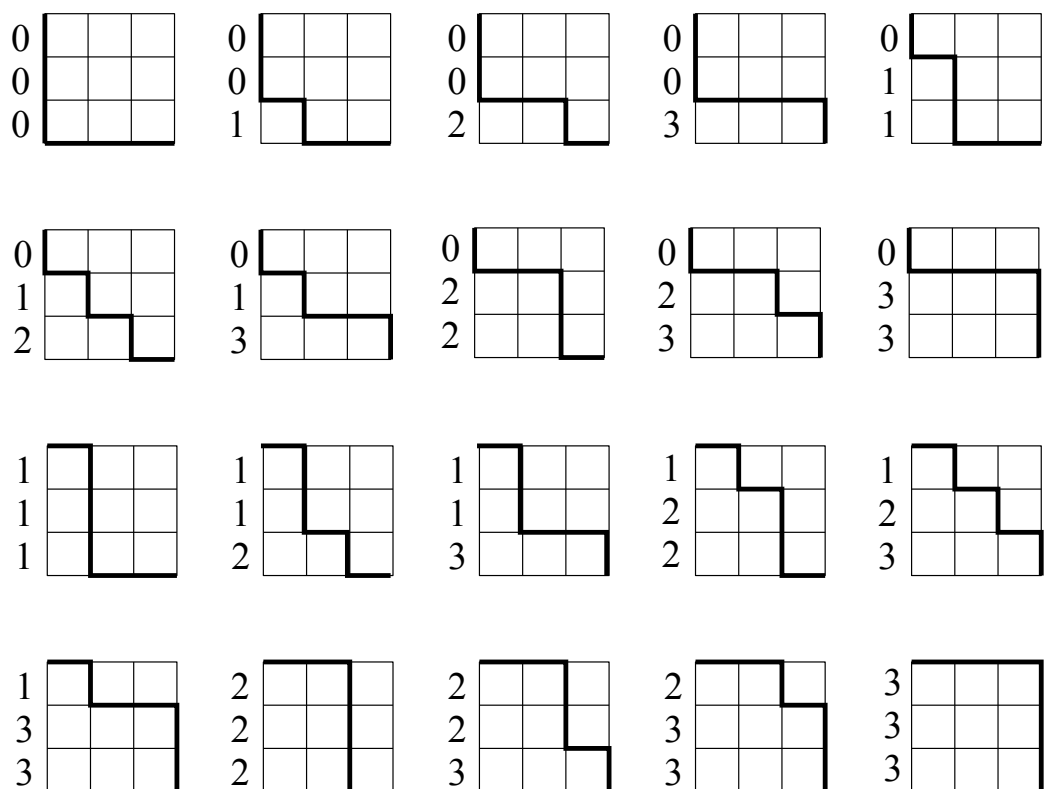 0 0 0 0 0
0 0 0 0 1
0 1 2 3 1
0 0 0 0 0
1 1 2 2 3
2 3 2 3 3
1 1 1 1 1
1 1 1 2 2
1 2 3 2 3
1 2 2 2 3
3 2 2 3 3
3 2 3 3 3